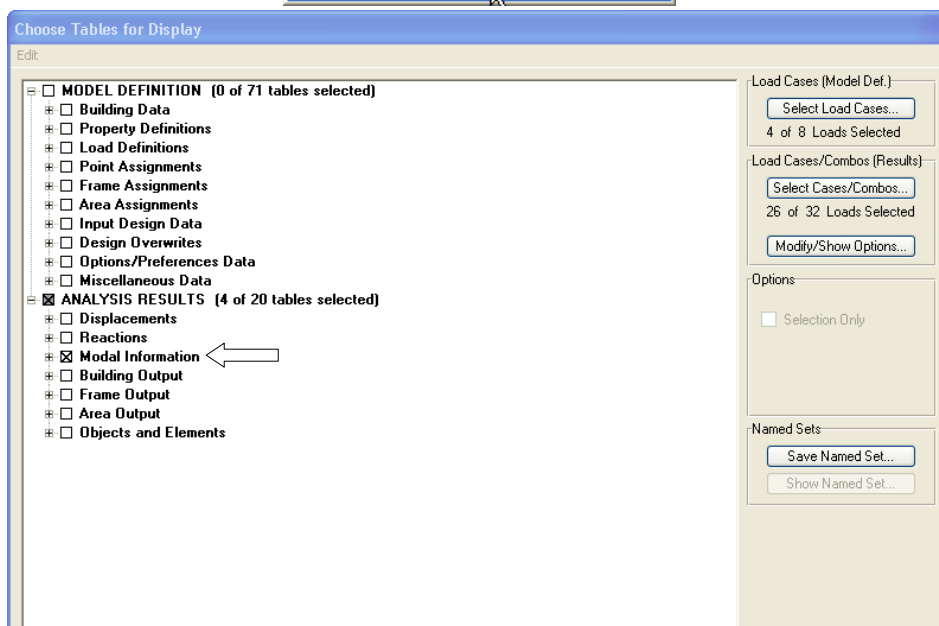 Choose Tables for Display
Edit
MODEL DEFINITION (0 of 71 tables selected)
Building Data
Property Definitions
Load Definitions
Point Assignments
Frame Assignments
Area Assignments
Input Design Data
Design Overwrites
Options/Preferences Data
Miscellaneous Data
ANALYSIS RESULTS (4 of 20 tables selected)
Displacements
Reactions
Modal Information
Building Output
Frame Output
Area Output
Objects and Elements
Load Cases (Model Def.)
Select Load Cases...
4 of 8 Loads Selected
Load Cases/Combos (Results)
Select Cases/Combos...
26 of 32 Loads Selected
Modify/Show Options...
Options
Selection Only
Named Sets
Save Named Set...
Show Named Set...